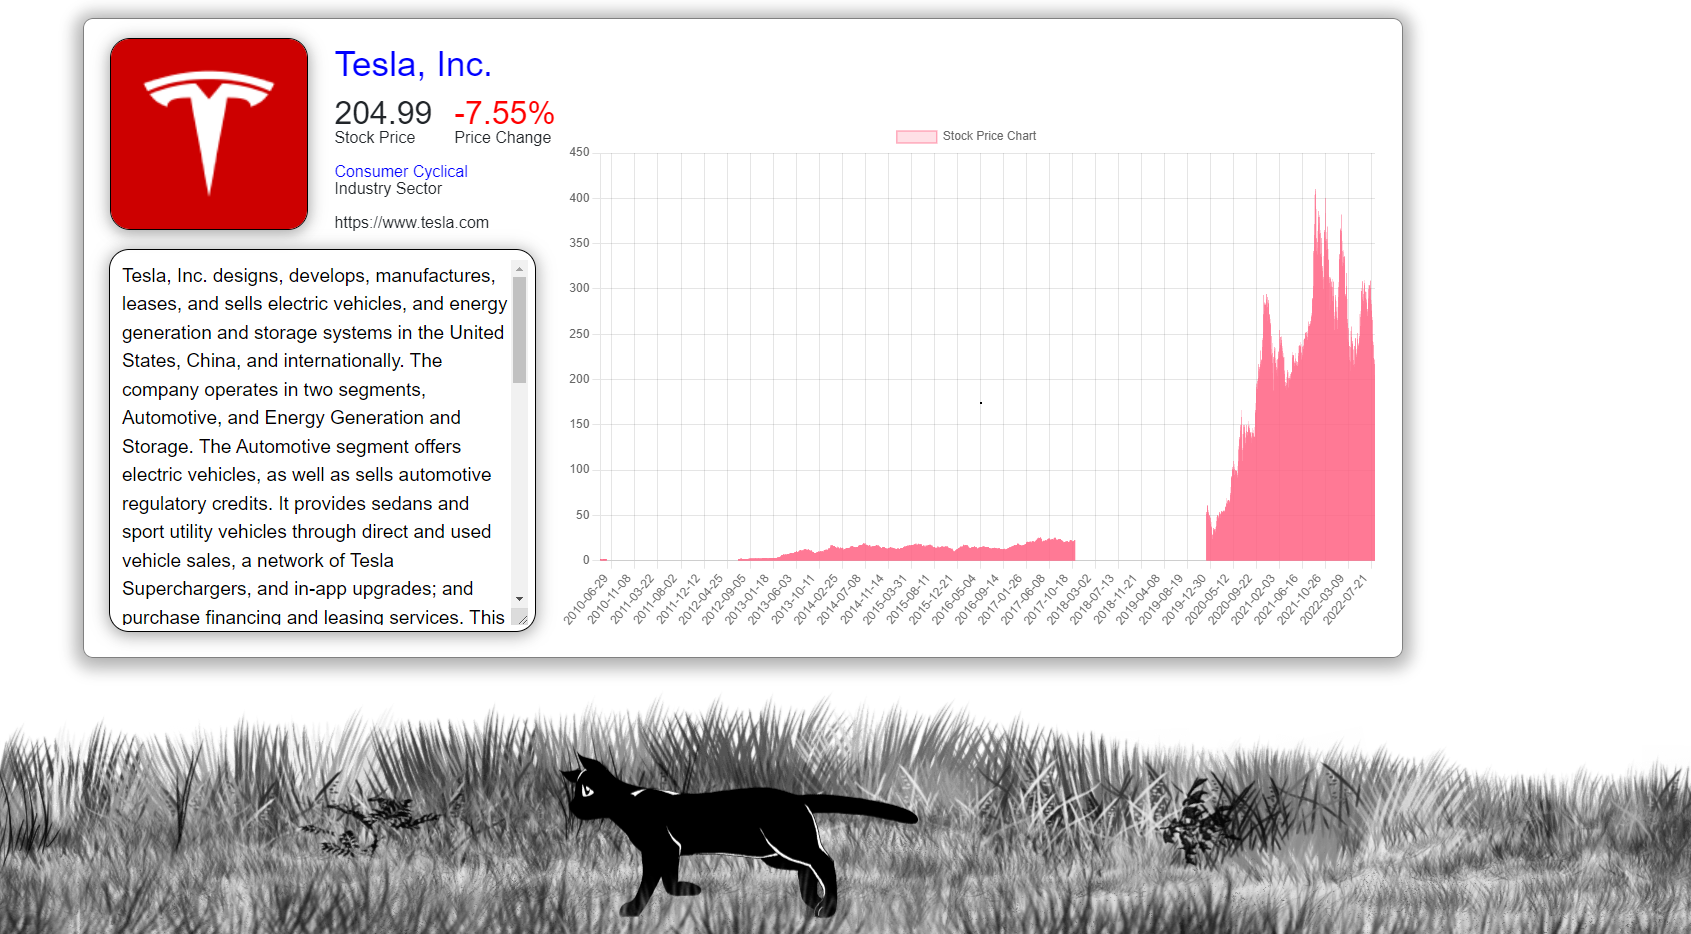 Tesla, Inc.
204.99 -7.55%
Stock Price Price Change
Consumer Cyclical
Industry Sector
https://www.tesla.com
Tesla, Inc. designs, develops, manufactures,
leases, and sells electric vehicles, and energy
generation and storage systems in the United
States, China, and internationally. The
company operates in two segments,
Automotive, and Energy Generation and
Storage. The Automotive segment offers
electric vehicles, as well as sells automotive
regulatory credits. It provides sedans and
sport utility vehicles through direct and used
vehicle sales, a network of Tesla
Superchargers, and in-app upgrades; and
purchase financing and leasing services. This
Stock Price Chart
450
400
350
300
250
200
150
100
50
0
2010-06-29
2010-11-08
2011-03-22
2011-08-02
2011-12-12
2012-04-25
2012-09-05
2013-01-18
2013-06-03
2013-10-11
2014-02-25
2014-07-08
2014-11-14
2015-03-31
2015-08-11
2015-12-21
2016-05-04
2016-09-14
2017-01-26
2017-06-08
2017-10-18
2018-03-02
2018-07-13
2018-11-21
2019-04-08
2019-08-19
2019-12-30
2020-05-12
2020-09-22
2021-02-03
2021-06-16
2021-10-26
2022-03-09
2022-07-21